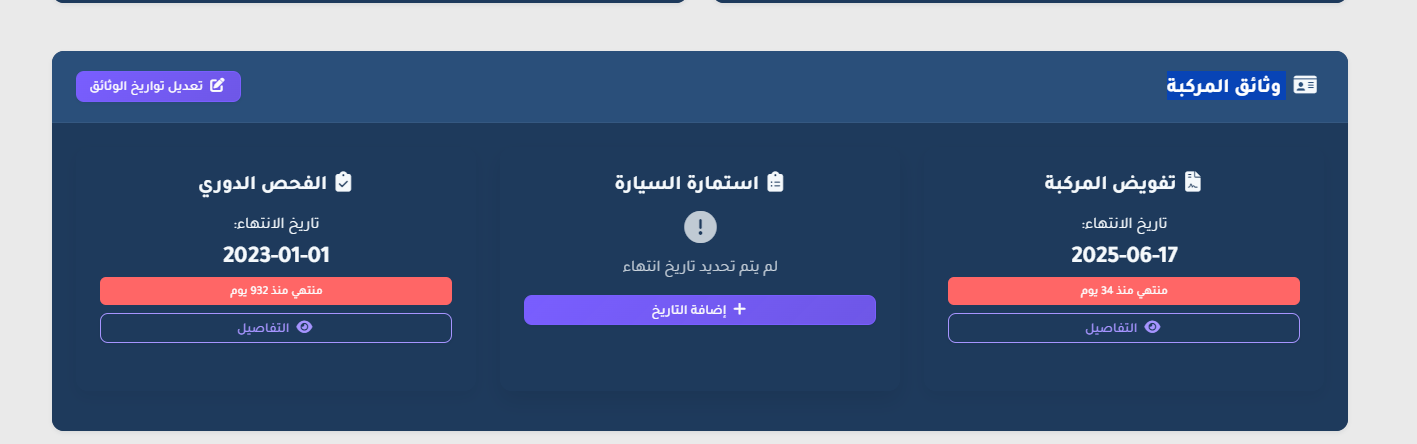 وثائق المركبة
تعديل تواريخ الوثائق
تفويض المركبة
تاريخ الانتهاء:
2025-06-17
منتهي منذ 34 يوم
التفاصيل
استمارة السيارة
لم يتم تحديد تاريخ انتهاء
إضافة التاريخ
الفحص الدوري
تاريخ الانتهاء:
2023-01-01
منتهي منذ 932 يوم
التفاصيل